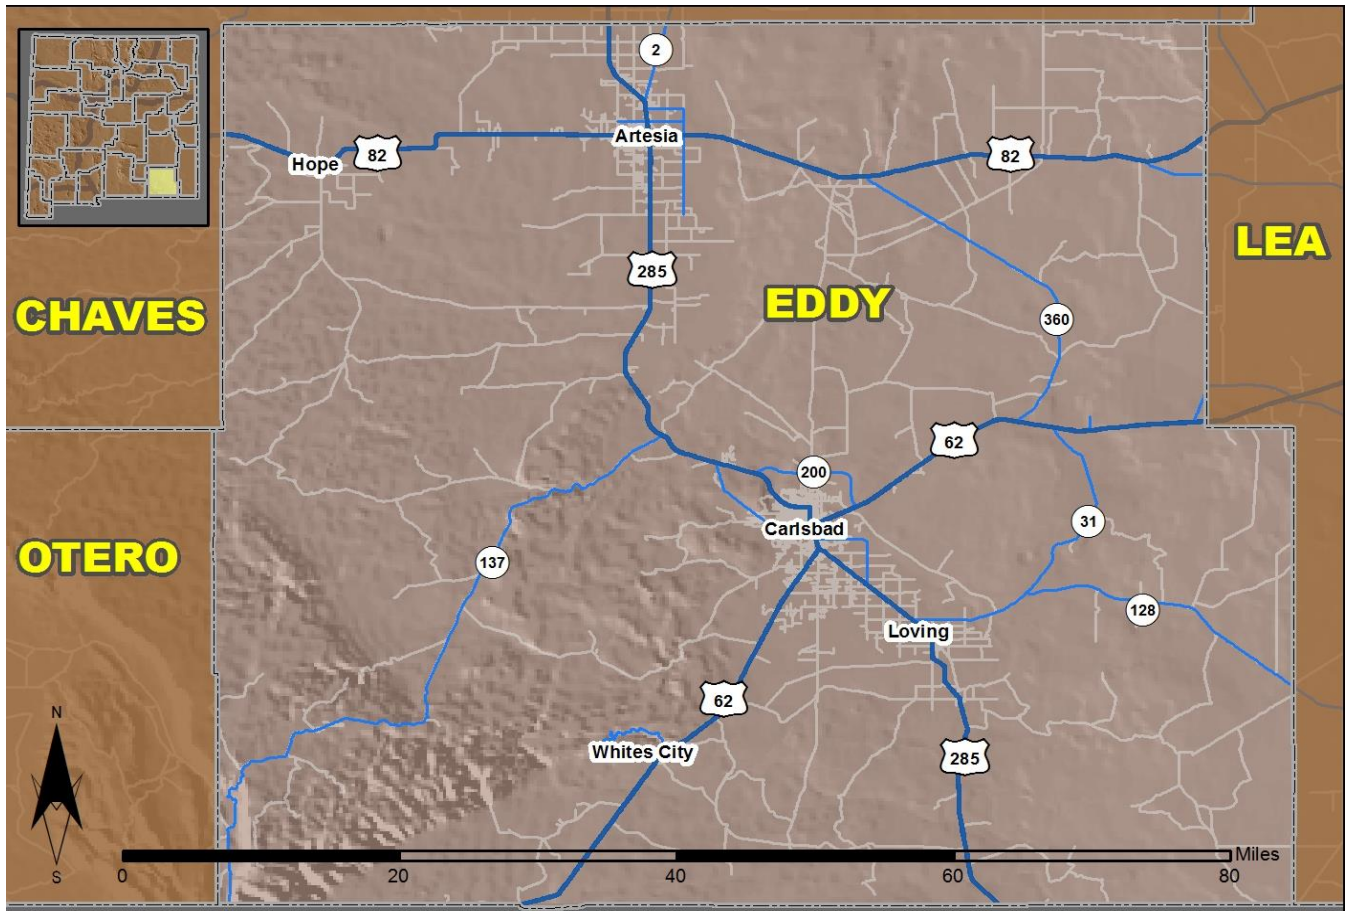 2
Artesia
82
82
Hope
LEA
285
EDDY
CHAVES
360
62
200
31
Carlsbad
OTERO
137
128
Loving
62
Whites City
285
N
S
Miles
0
20
40
60
80